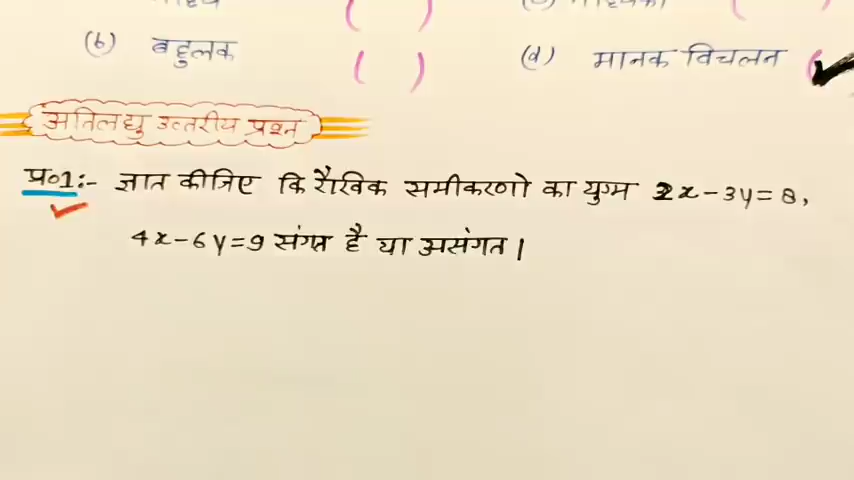 (b) बहुलक ( ) (d) मानक विचलन (
अतिलघु उत्तरीय प्रश्न
प्र०1:- ज्ञात कीजिए कि रैखिक समीकरणो का युग्म 2x-3y=8,
4x-6y=9 संगत है या असंगत।